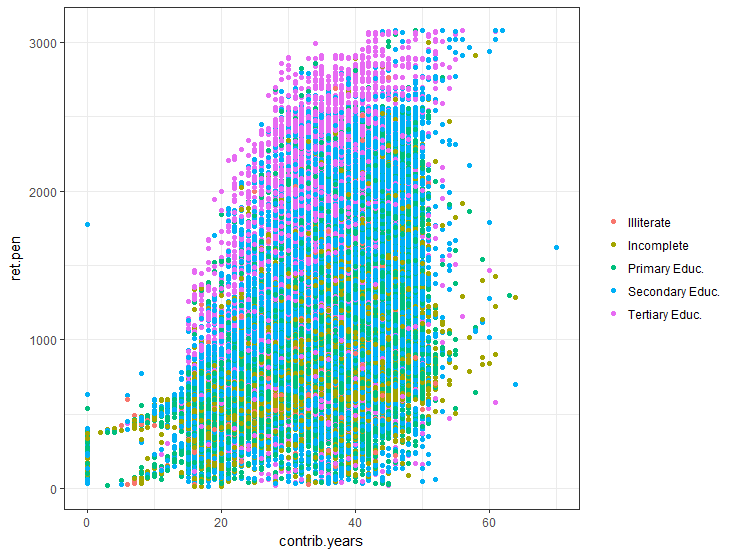 3000
2000
1000
0
ret.pen
0
20
40
60
contrib.years
Illiterate
Incomplete
Primary Educ.
Secondary Educ.
Tertiary Educ.